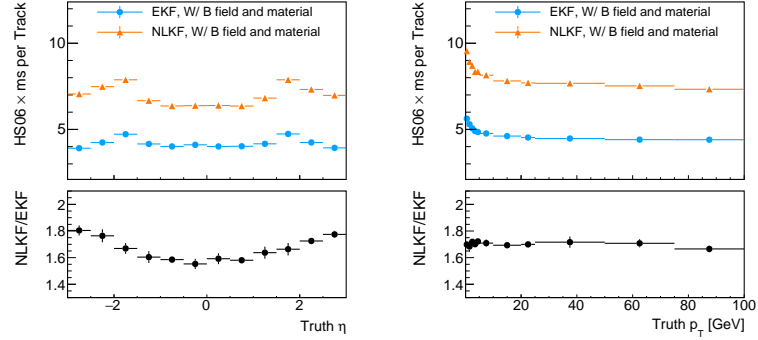 HS06 × ms per Track
10
5
EKF, W/ B field and material
NLKF, W/ B field and material
NLKF/EKF
2
1.8
1.6
1.4
−2
0
2
Truth η
HS06 × ms per Track
10
5
EKF, W/ B field and material
NLKF, W/ B field and material
NLKF/EKF
2
1.8
1.6
1.4
20
40
60
80
100
Truth p_T [GeV]